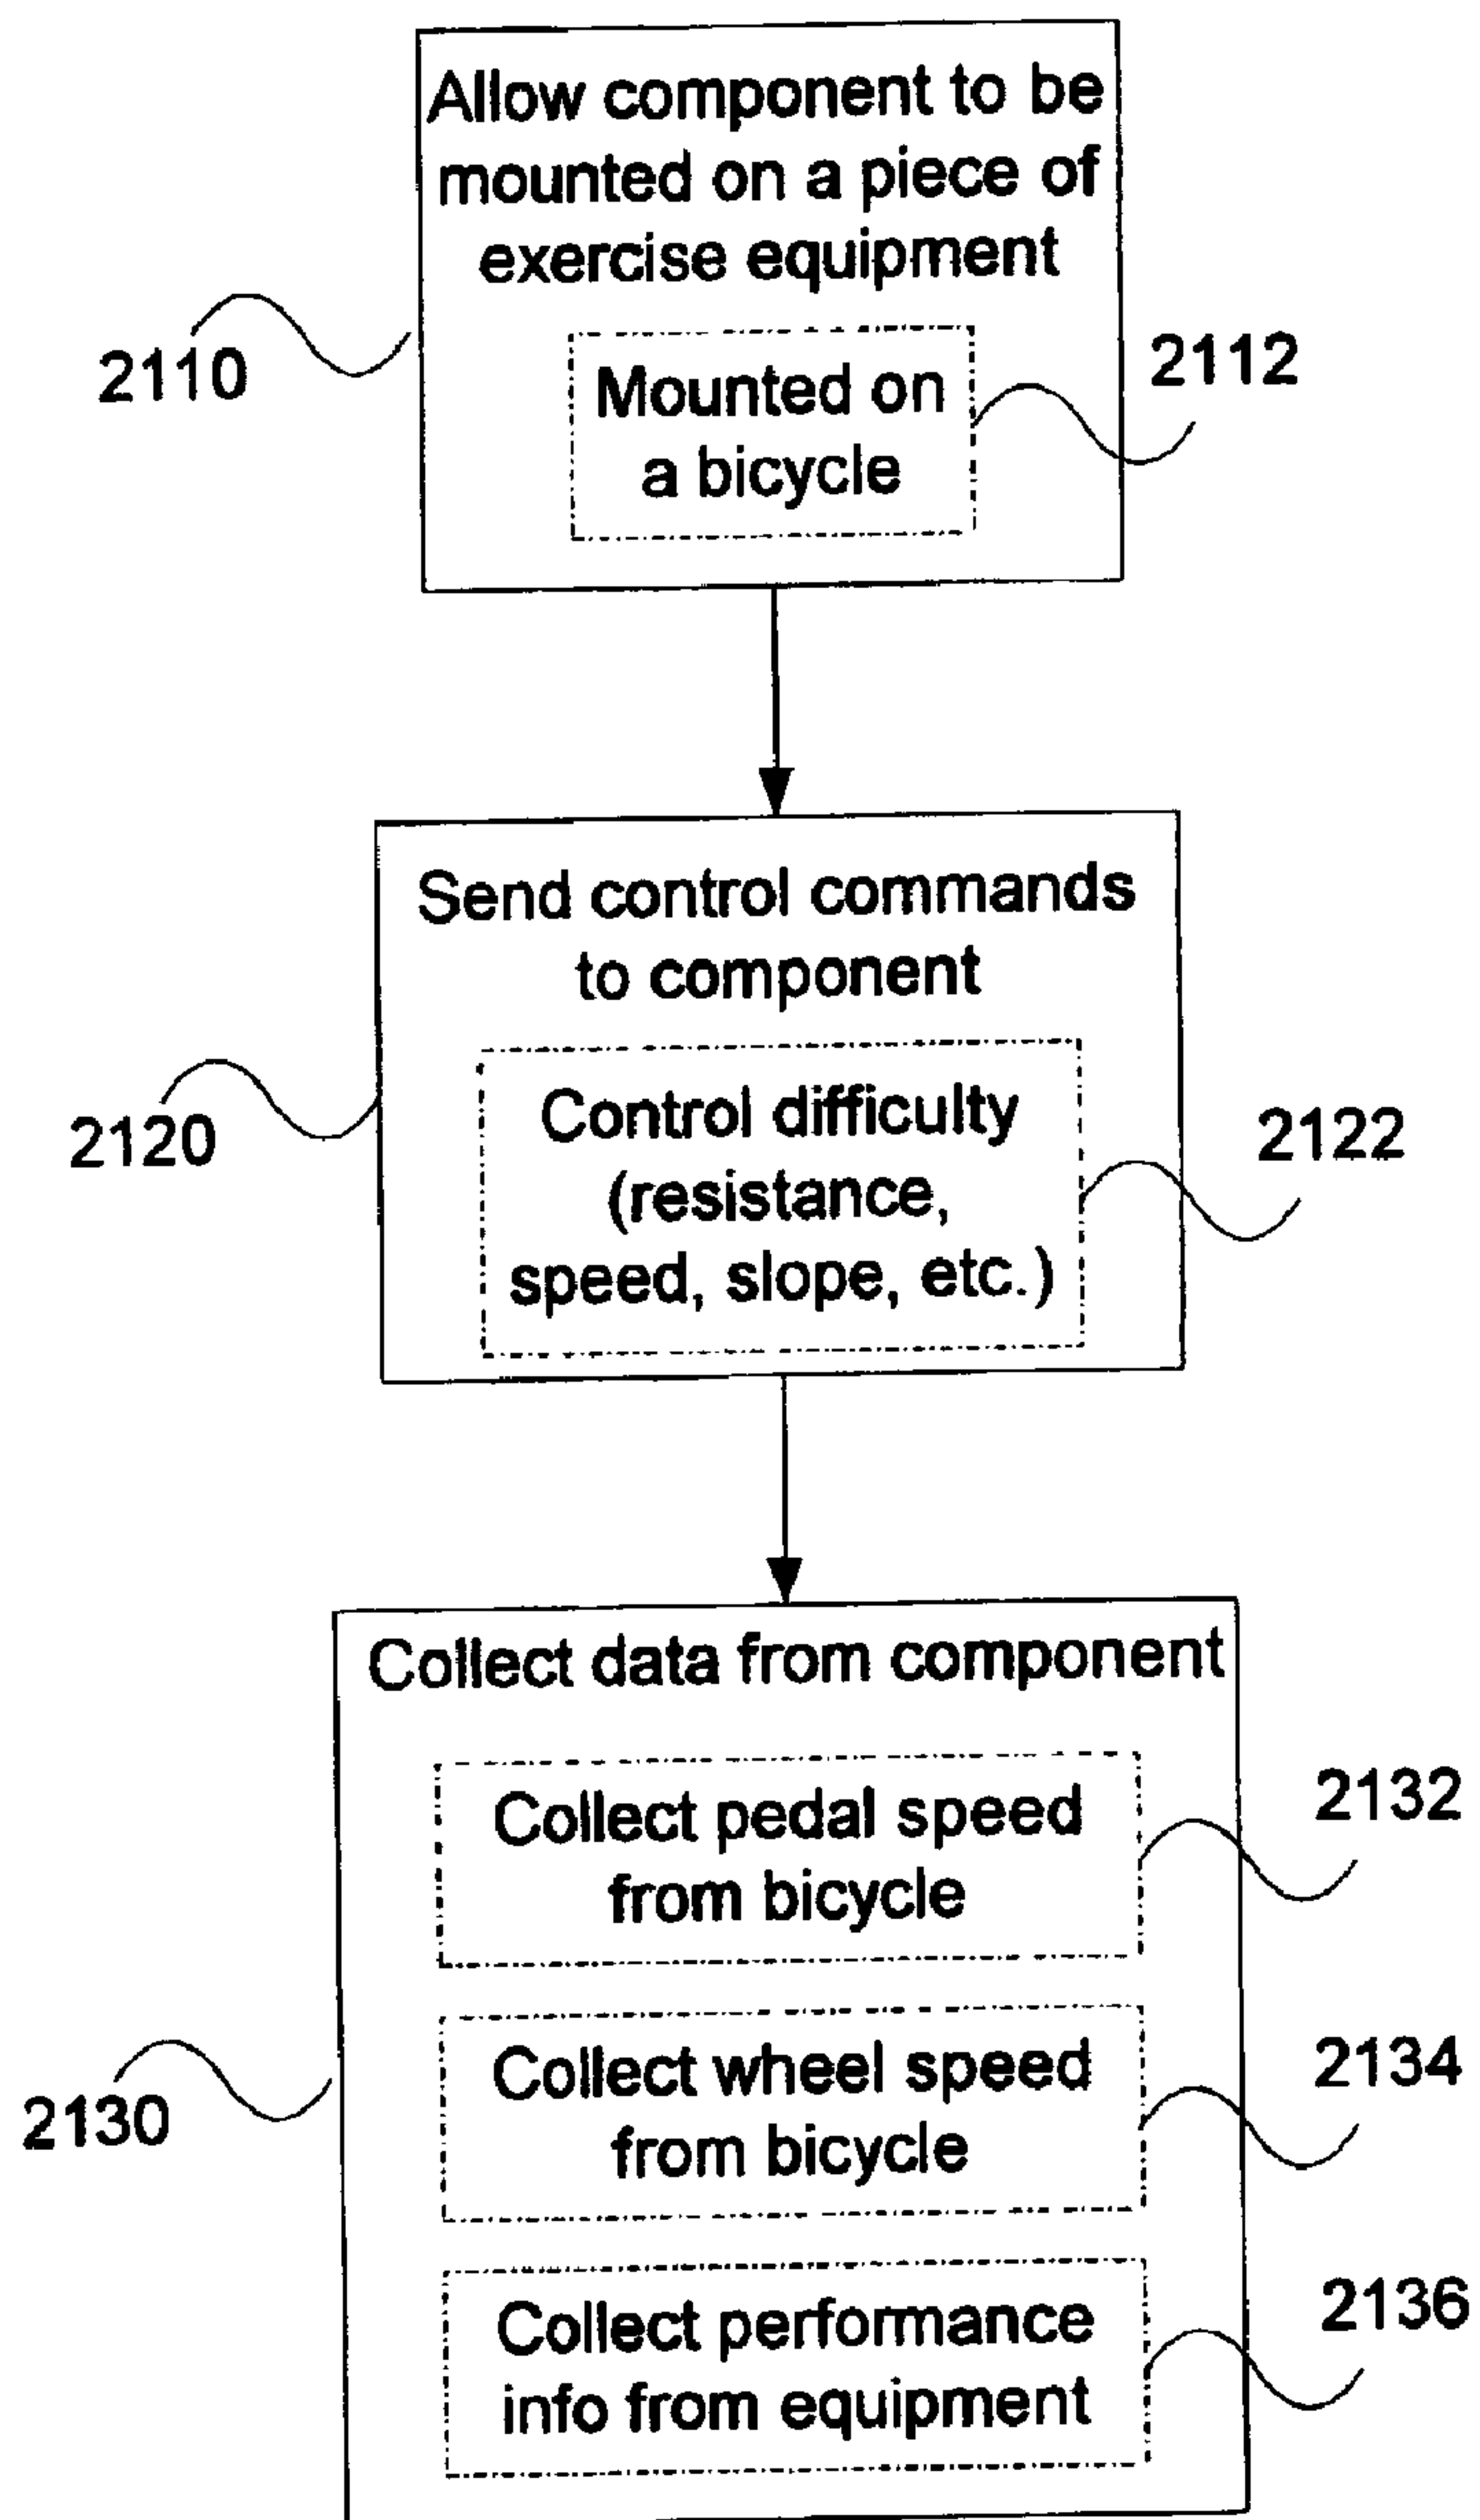 Allow component to be
mounted on a piece of
exercise equipment
2110
2112
Mounted on
a bicycle
Send control commands
to component
2120
2122
Control difficulty
(resistance,
speed, slope, etc.)
Collect data from component
2130
2132
Collect pedal speed
from bicycle
2134
Collect wheel speed
from bicycle
2136
Collect performance
info from equipment